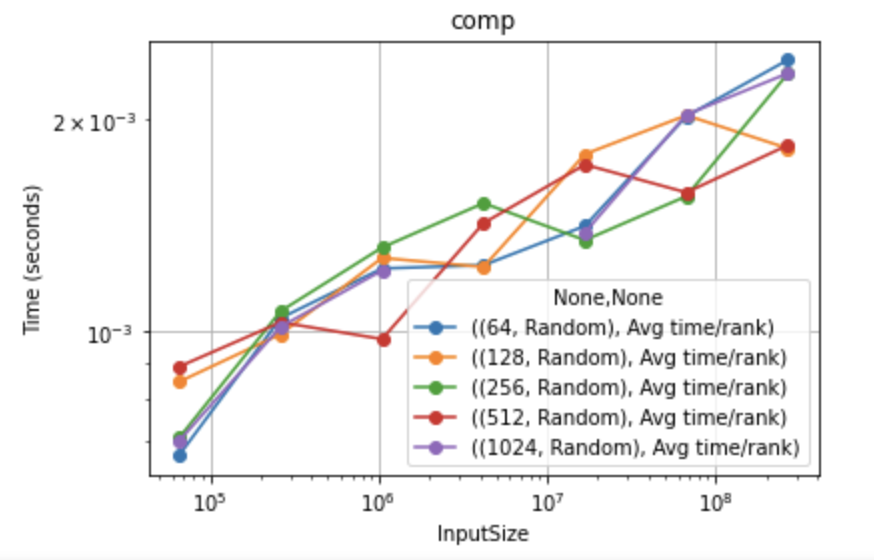 comp
2 × 10⁻³
10⁻³
Time (seconds)
None,None
((64, Random), Avg time/rank)
((128, Random), Avg time/rank)
((256, Random), Avg time/rank)
((512, Random), Avg time/rank)
((1024, Random), Avg time/rank)
10⁵ 10⁶ 10⁷ 10⁸
InputSize